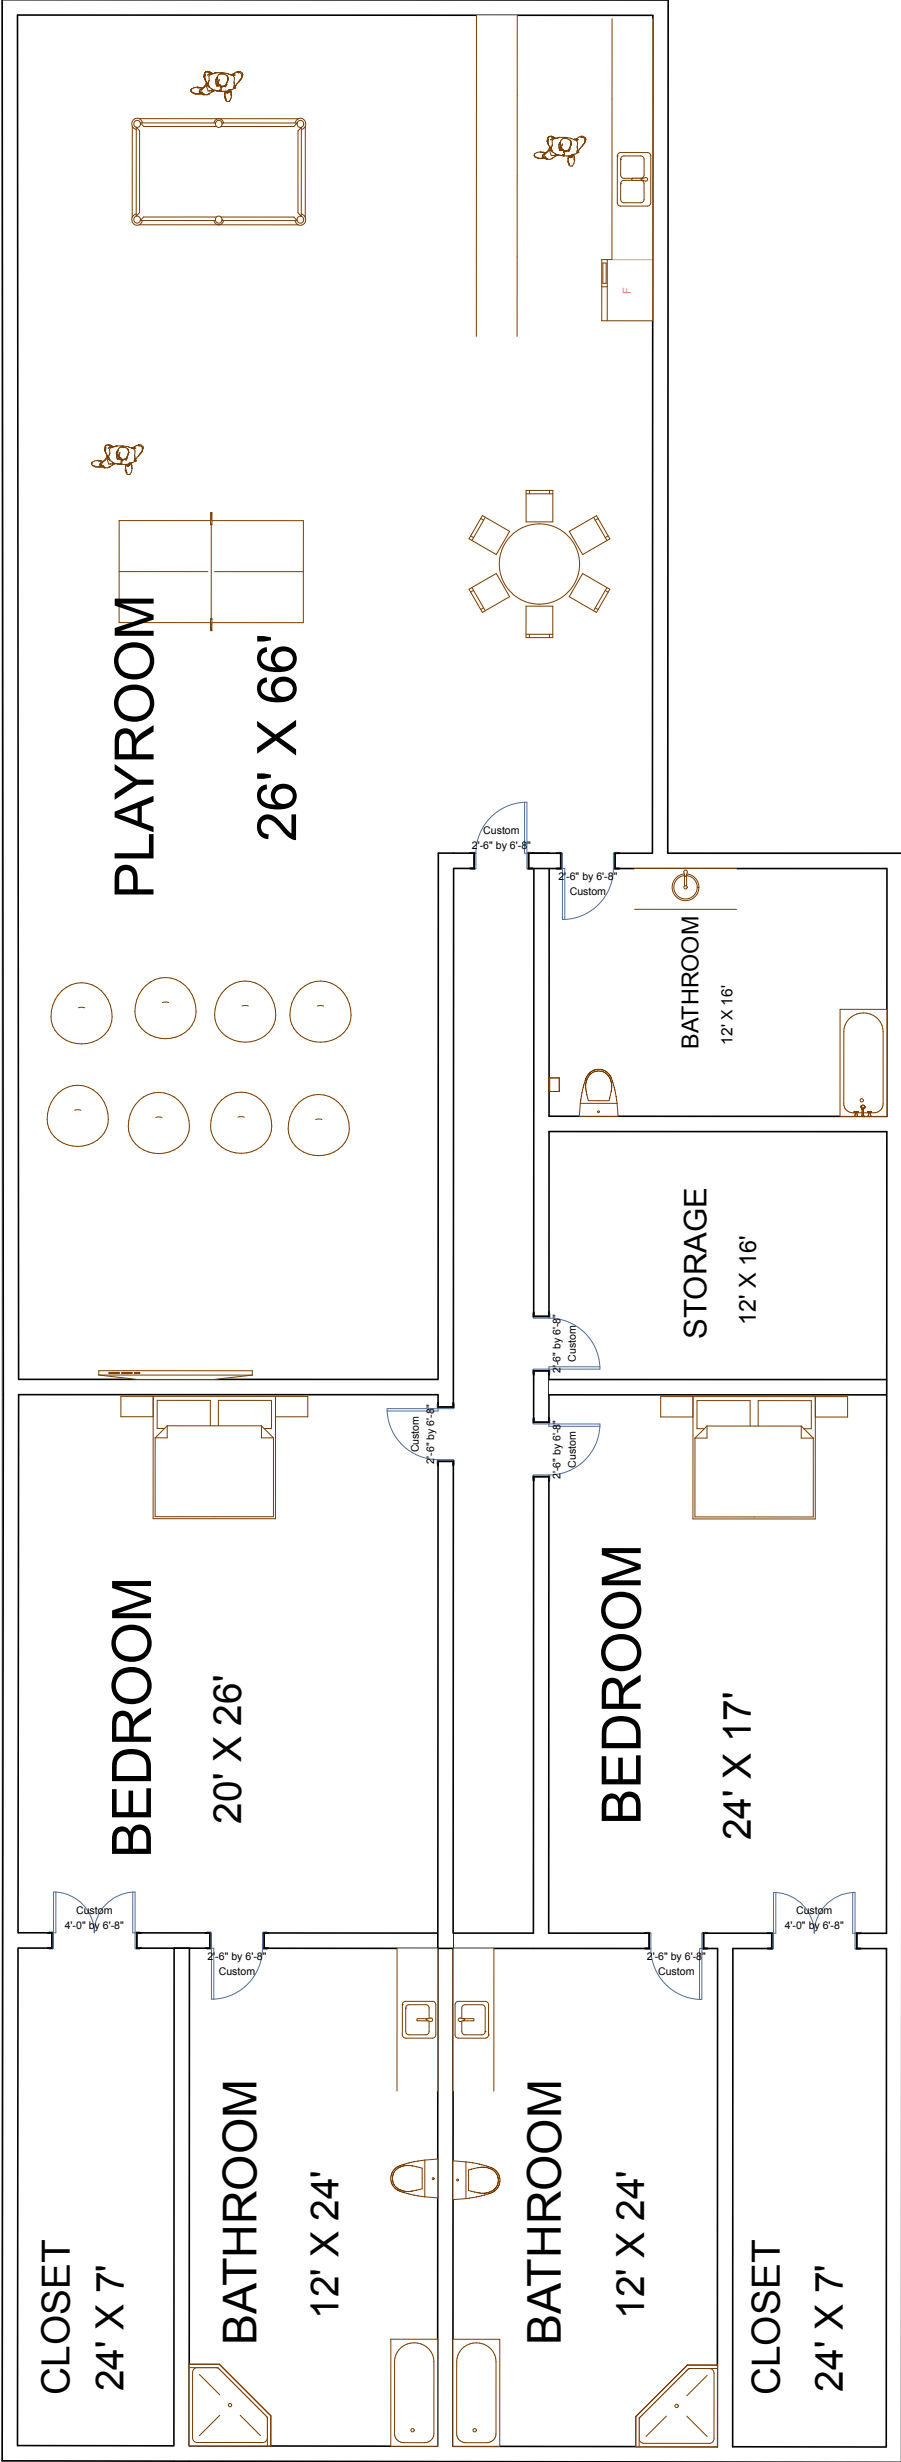 F
PLAYROOM
26' X 66'
Custom
2'-6" by 6'-8"
2'-6" by 6'-8"
Custom
BATHROOM
12' X 16'
STORAGE
12' X 16'
2'-6" by 6'-8"
Custom
Custom
2'-6" by 6'-8"
2'-6" by 6'-8"
Custom
BEDROOM
20' X 26'
BEDROOM
24' X 17'
Custom
4'-0" by 6'-8"
Custom
4'-0" by 6'-8"
2'-6" by 6'-8"
Custom
2'-6" by 6'-8"
Custom
CLOSET
24' X 7'
BATHROOM
12' X 24'
BATHROOM
12' X 24'
CLOSET
24' X 7'